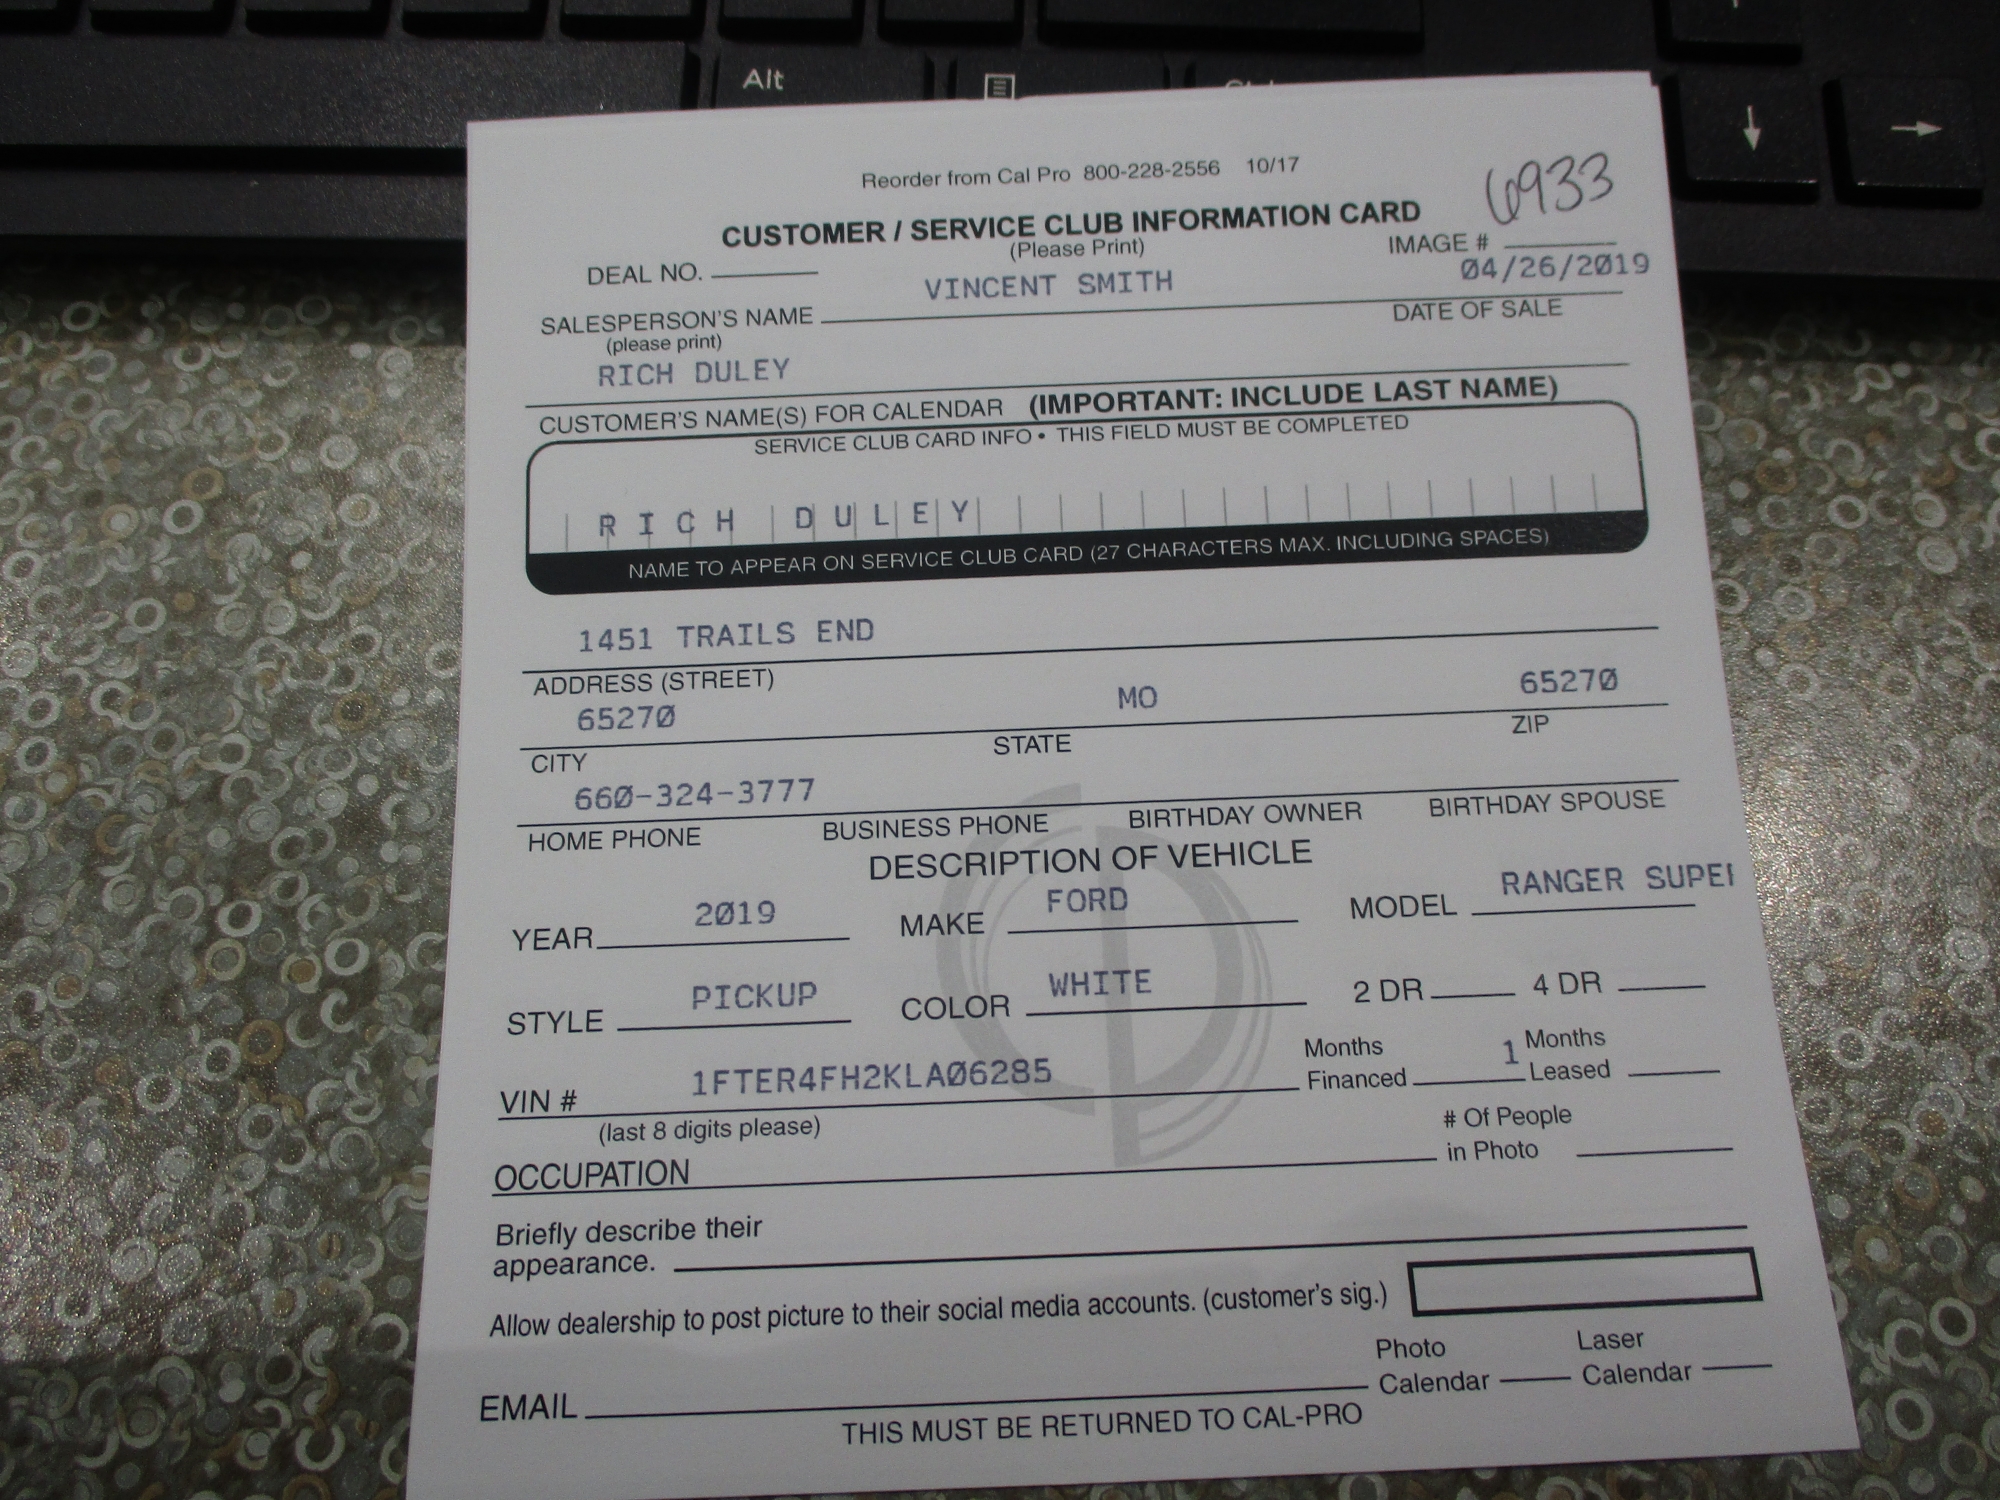 Alt
Reorder from Cal Pro 800-228-2556 10/17
6933
CUSTOMER / SERVICE CLUB INFORMATION CARD
(Please Print)
IMAGE #
DEAL NO.
VINCENT SMITH
04/26/2019
SALESPERSON'S NAME
DATE OF SALE
(please print)
RICH DULEY
CUSTOMER'S NAME(S) FOR CALENDAR (IMPORTANT: INCLUDE LAST NAME)
SERVICE CLUB CARD INFO • THIS FIELD MUST BE COMPLETED
RICH DULEY
NAME TO APPEAR ON SERVICE CLUB CARD (27 CHARACTERS MAX. INCLUDING SPACES)
1451 TRAILS END
ADDRESS (STREET)
65270 MO 65270
CITY STATE ZIP
660-324-3777
HOME PHONE BUSINESS PHONE BIRTHDAY OWNER BIRTHDAY SPOUSE
DESCRIPTION OF VEHICLE
YEAR 2019 MAKE FORD MODEL RANGER SUPE
STYLE PICKUP COLOR WHITE 2 DR 4 DR
VIN # 1FTER4FH2KLA06285 Months Financed 1 Months Leased
(last 8 digits please)
# Of People
in Photo
OCCUPATION
Briefly describe their
appearance.
Allow dealership to post picture to their social media accounts. (customer's sig.)
Photo Calendar Laser Calendar
EMAIL
THIS MUST BE RETURNED TO CAL-PRO